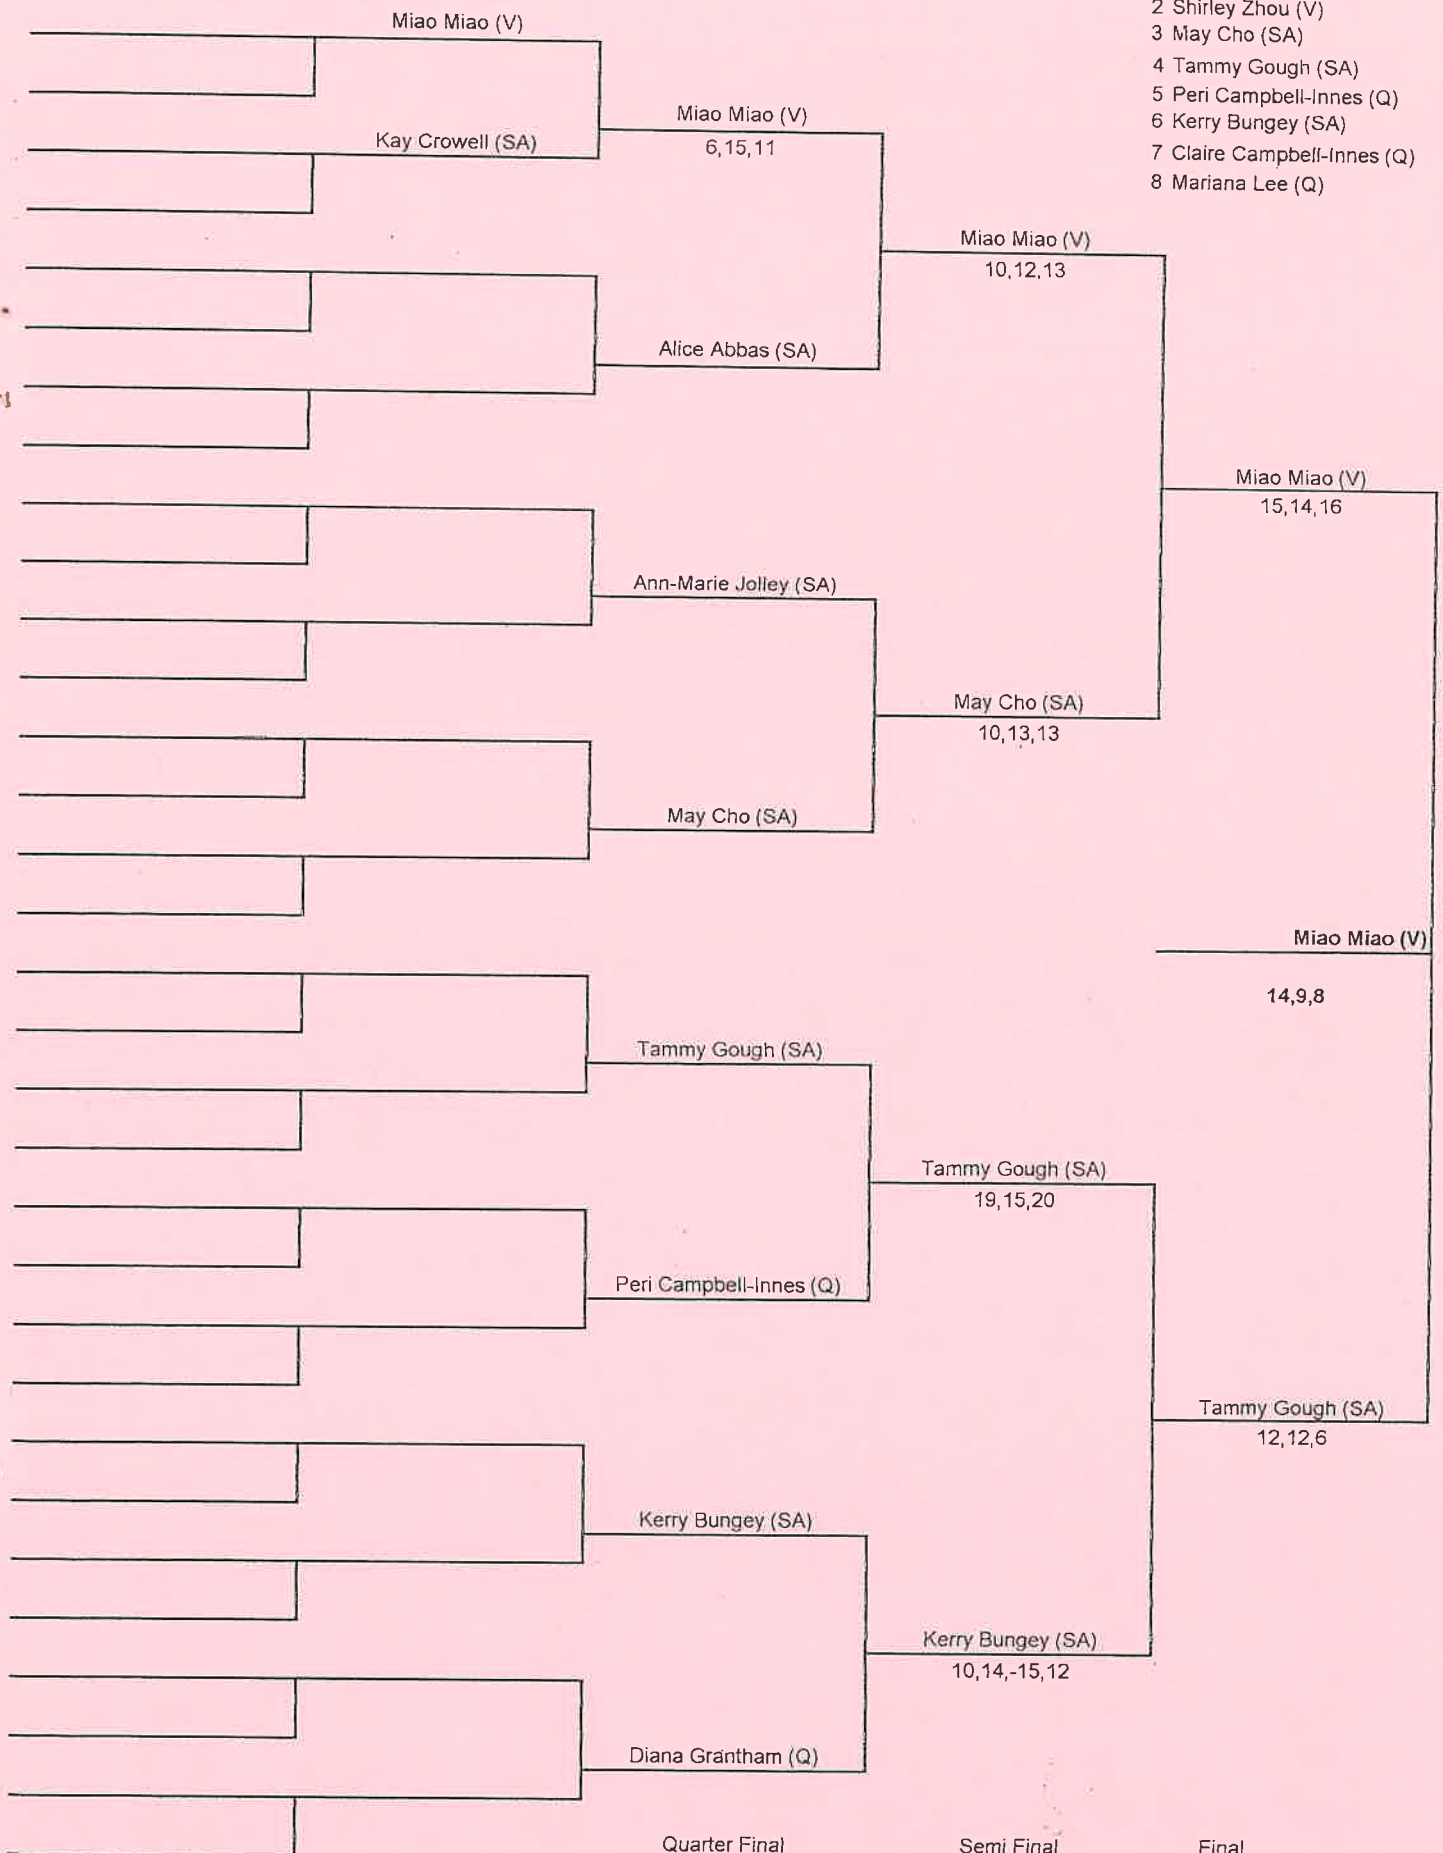 Miao Miao (V)
Kay Crowell (SA)
Miao Miao (V)
6,15,11
Alice Abbas (SA)
Ann-Marie Jolley (SA)
May Cho (SA)
Tammy Gough (SA)
Peri Campbell-Innes (Q)
Kerry Bungey (SA)
Diana Grantham (Q)
Quarter Final
Miao Miao (V)
10,12,13
May Cho (SA)
10,13,13
Tammy Gough (SA)
19,15,20
Kerry Bungey (SA)
10,14,-15,12
Semi Final
2 Shirley Zhou (V)
3 May Cho (SA)
4 Tammy Gough (SA)
5 Peri Campbell-Innes (Q)
6 Kerry Bungey (SA)
7 Claire Campbell-Innes (Q)
8 Mariana Lee (Q)
Miao Miao (V)
15,14,16
Miao Miao (V)
14,9,8
Tammy Gough (SA)
12,12,6
Final